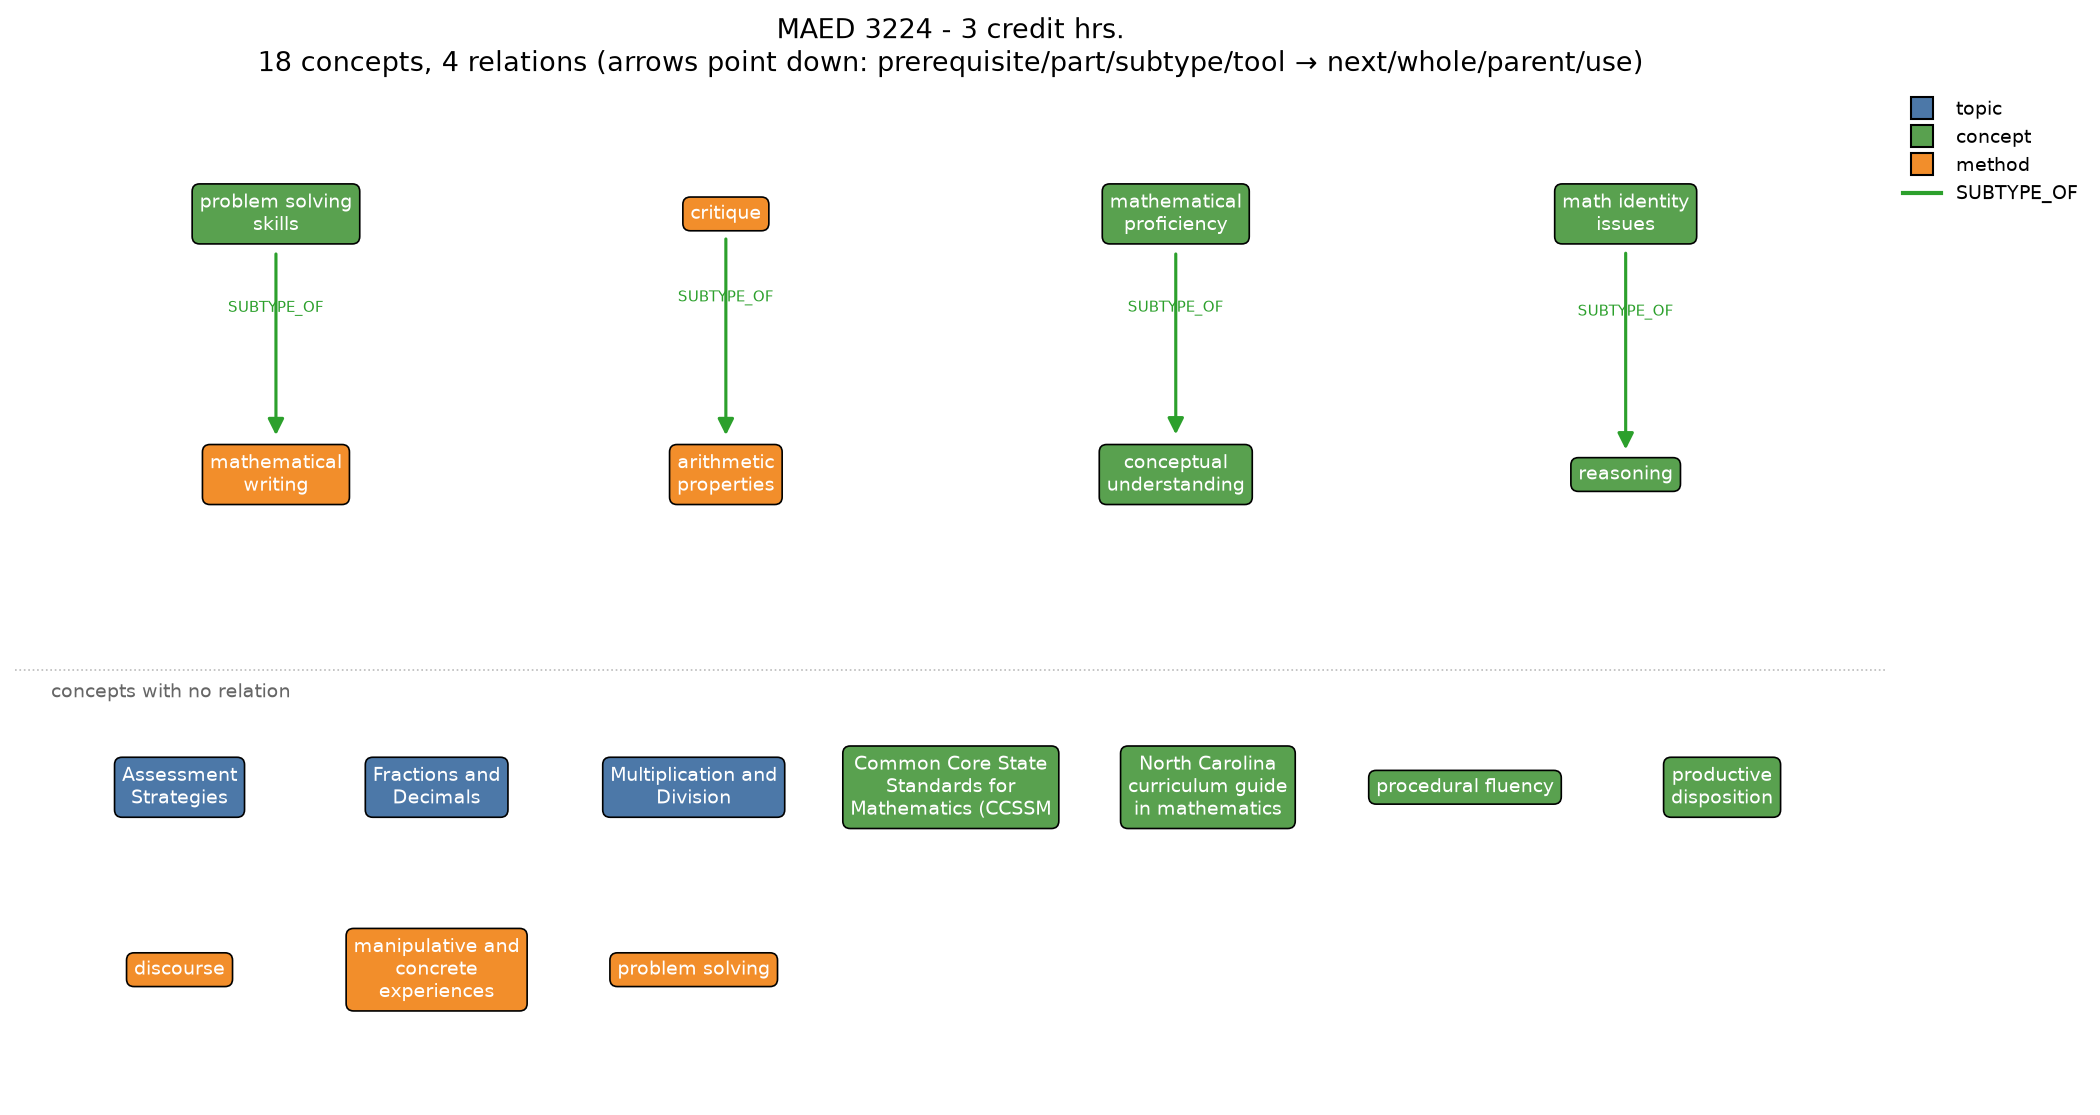 MAED 3224 - 3 credit hrs.
18 concepts, 4 relations (arrows point down: prerequisite/part/subtype/tool → next/whole/parent/use)
topic
concept
method
SUBTYPE_OF
problem solving
skills
critique
mathematical
proficiency
math identity
issues
SUBTYPE_OF
SUBTYPE_OF
SUBTYPE_OF
SUBTYPE_OF
mathematical
writing
arithmetic
properties
conceptual
understanding
reasoning
concepts with no relation
Assessment
Strategies
Fractions and
Decimals
Multiplication and
Division
Common Core State
Standards for
Mathematics (CCSSM
North Carolina
curriculum guide
in mathematics
procedural fluency
productive
disposition
discourse
manipulative and
concrete
experiences
problem solving